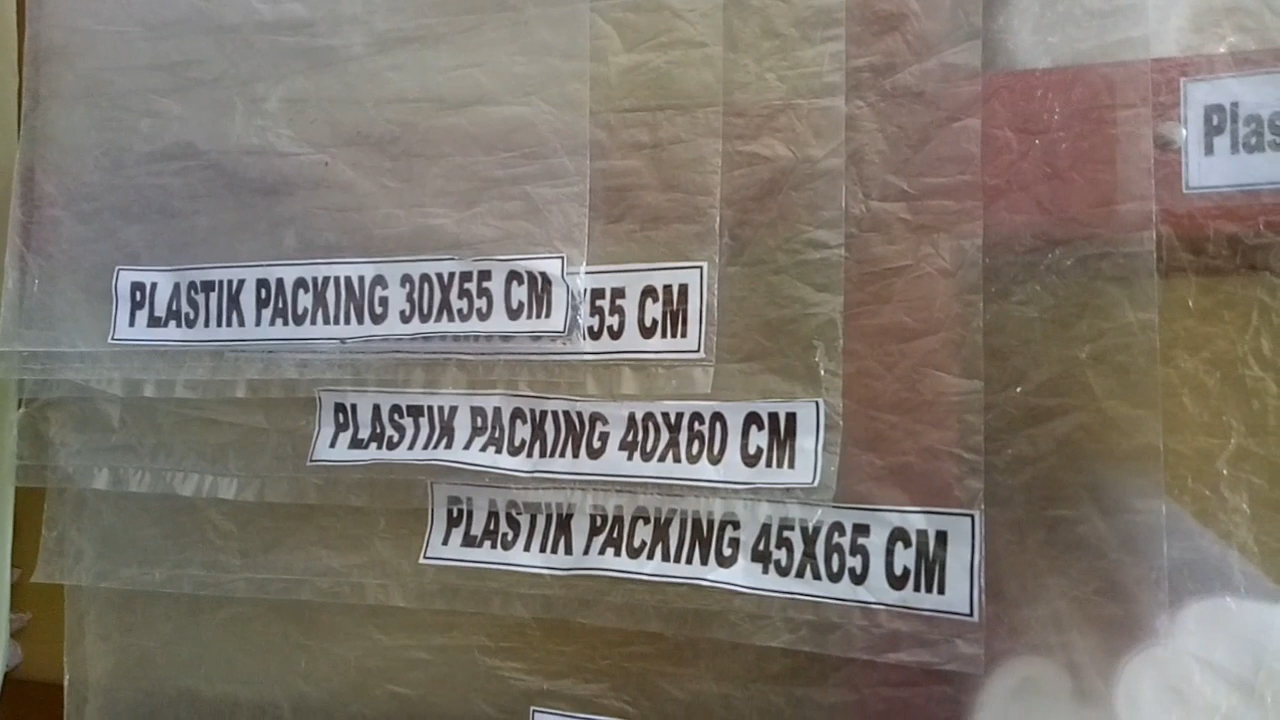 Plas
PLASTIK PACKING 30X55 CM
55 CM
PLASTIK PACKING 40X60 CM
PLASTIK PACKING 45X65 CM